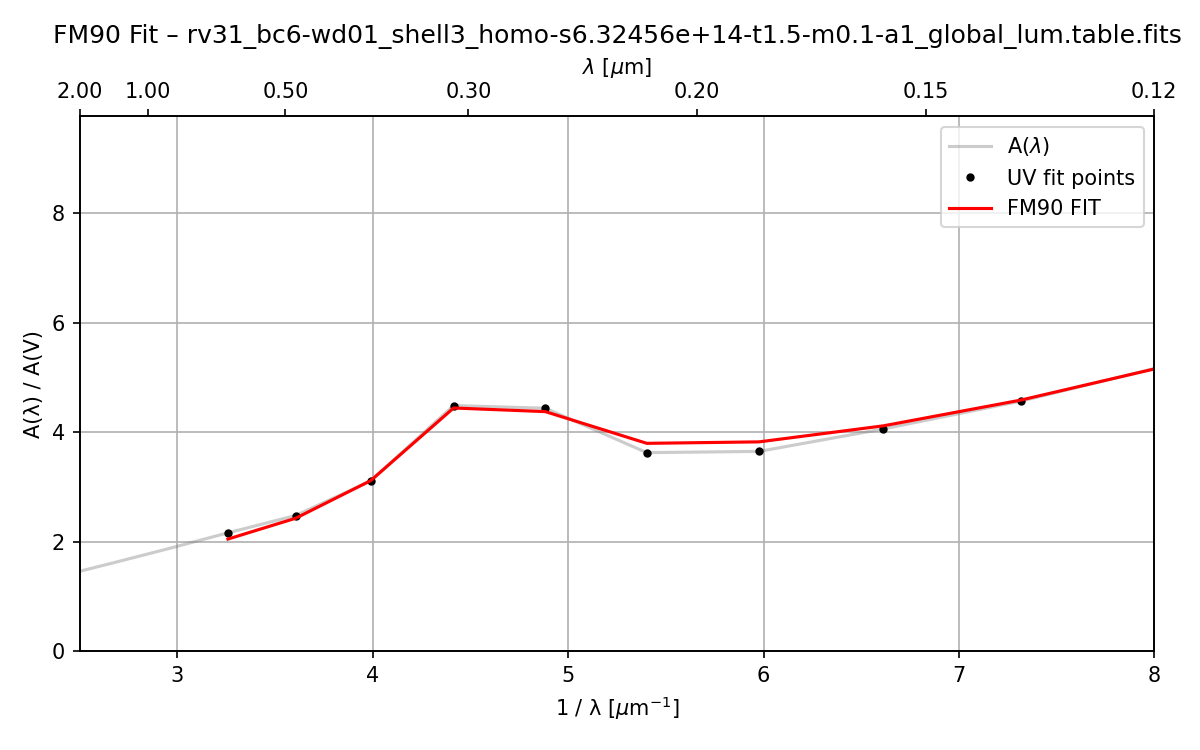 FM90 Fit – rv31_bc6-wd01_shell3_homo-s6.32456e+14-t1.5-m0.1-a1_global_lum.table.fits
λ [μm]
2.00 1.00 0.50 0.30 0.20 0.15 0.12
A(λ)
UV fit points
FM90 FIT
A(λ) / A(V)
8
6
4
2
0
3 4 5 6 7 8
1 / λ [μm⁻¹]